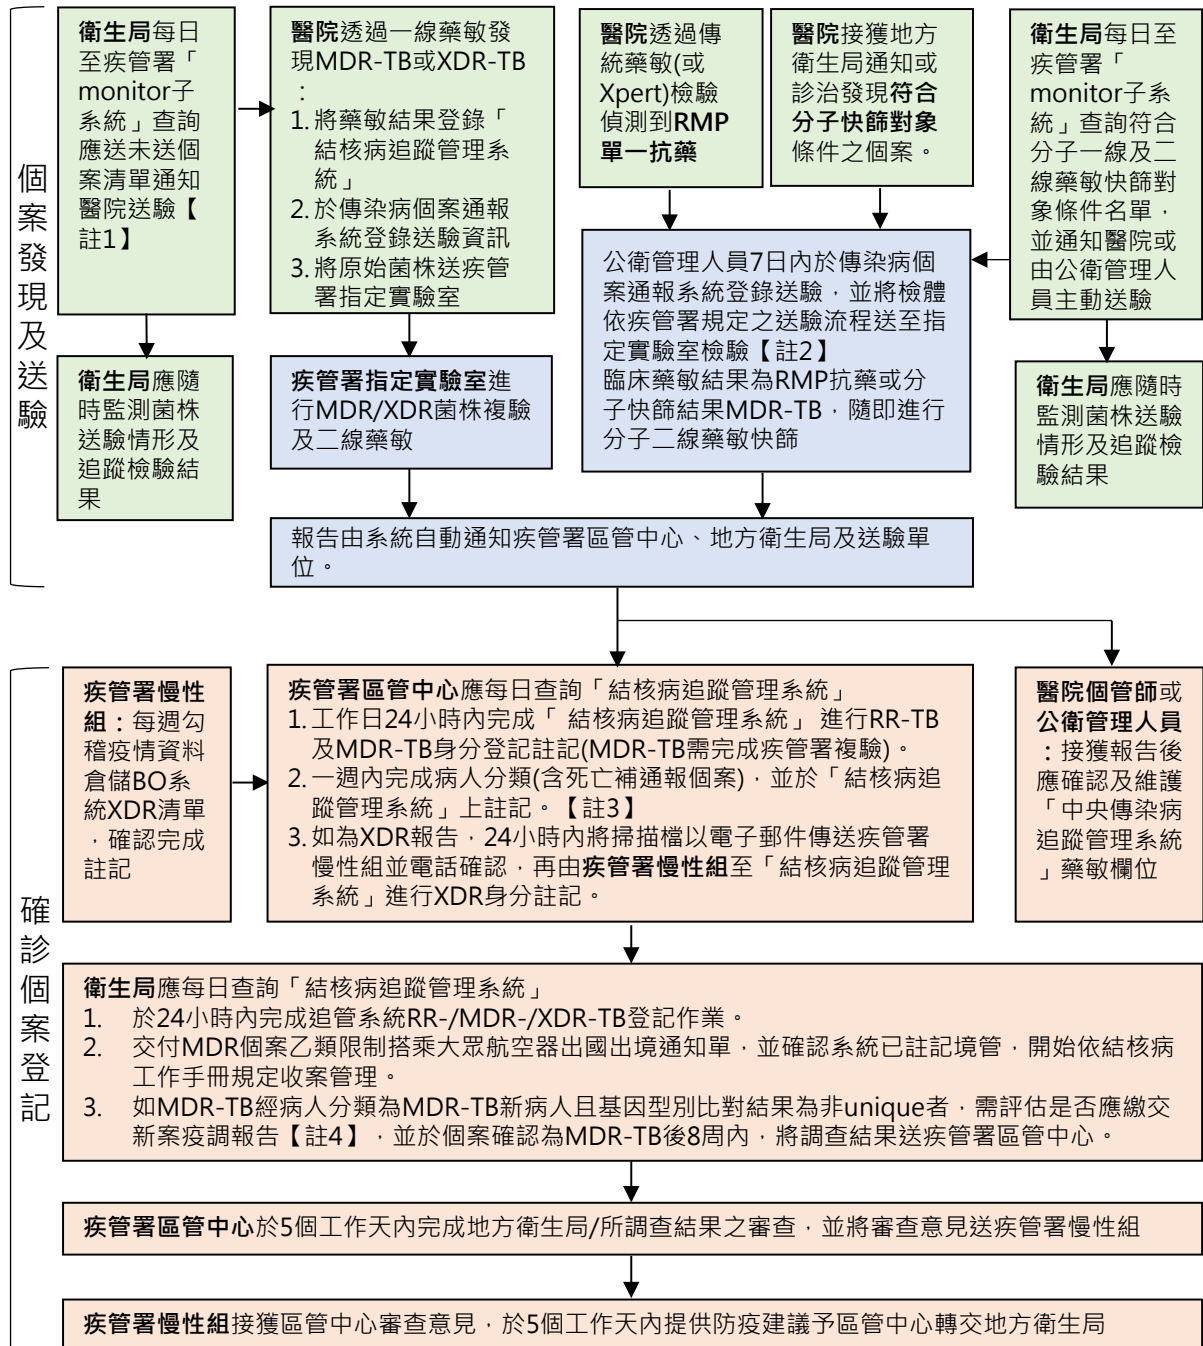 個案發現及送驗
衛生局每日
至疾管署「
monitor子
系統」查詢
應送未送個
案清單通知
醫院送驗【
註1】
醫院透過一線藥敏發
現MDR-TB或XDR-TB
：
1. 將藥敏結果登錄「
結核病追蹤管理系
統」
2. 於傳染病個案通報
系統登錄送驗資訊
3. 將原始菌株送疾管
署指定實驗室
醫院透過傳
統藥敏(或
Xpert)檢驗
偵測到RMP
單一抗藥
醫院接獲地方
衛生局通知或
診治發現符合
分子快篩對象
條件之個案。
衛生局每日至
疾管署「
monitor子系
統」查詢符合
分子一線及二
線藥敏快篩對
象條件名單，
並通知醫院或
由公衛管理人
員主動送驗
衛生局應隨
時監測菌株
送驗情形及
追蹤檢驗結
果
疾管署指定實驗室進
行MDR/XDR菌株複驗
及二線藥敏
公衛管理人員7日內於傳染病個
案通報系統登錄送驗，並將檢體
依疾管署規定之送驗流程送至指
定實驗室檢驗【註2】
臨床藥敏結果為RMP抗藥或分
子快篩結果MDR-TB，隨即進行
分子二線藥敏快篩
衛生局應隨時
監測菌株送驗
情形及追蹤檢
驗結果
報告由系統自動通知疾管署區管中心、地方衛生局及送驗單
位。
確診個案登記
疾管署慢性
組：每週勾
稽疫情資料
倉儲BO系
統XDR清單
，確認完成
註記
疾管署區管中心應每日查詢「結核病追蹤管理系統」
1. 工作日24小時內完成「 結核病追蹤管理系統」 進行RR-TB
及MDR-TB身分登記註記(MDR-TB需完成疾管署複驗)。
2. 一週內完成病人分類(含死亡補通報個案)，並於「結核病追
蹤管理系統」上註記。【註3】
3. 如為XDR報告，24小時內將掃描檔以電子郵件傳送疾管署
慢性組並電話確認，再由疾管署慢性組至「結核病追蹤管理
系統」進行XDR身分註記。
醫院個管師或
公衛管理人員
：接獲報告後
應確認及維護
「中央傳染病
追蹤管理系統
」藥敏欄位
衛生局應每日查詢「結核病追蹤管理系統」
1. 於24小時內完成追管系統RR-/MDR-/XDR-TB登記作業。
2. 交付MDR個案乙類限制搭乘大眾航空器出國出境通知單，並確認系統已註記境管，開始依結核病
工作手冊規定收案管理。
3. 如MDR-TB經病人分類為MDR-TB新病人且基因型別比對結果為非unique者，需評估是否應繳交
新案疫調報告【註4】，並於個案確認為MDR-TB後8周內，將調查結果送疾管署區管中心。
疾管署區管中心於5個工作天內完成地方衛生局/所調查結果之審查，並將審查意見送疾管署慢性組
疾管署慢性組接獲區管中心審查意見，於5個工作天內提供防疫建議予區管中心轉交地方衛生局